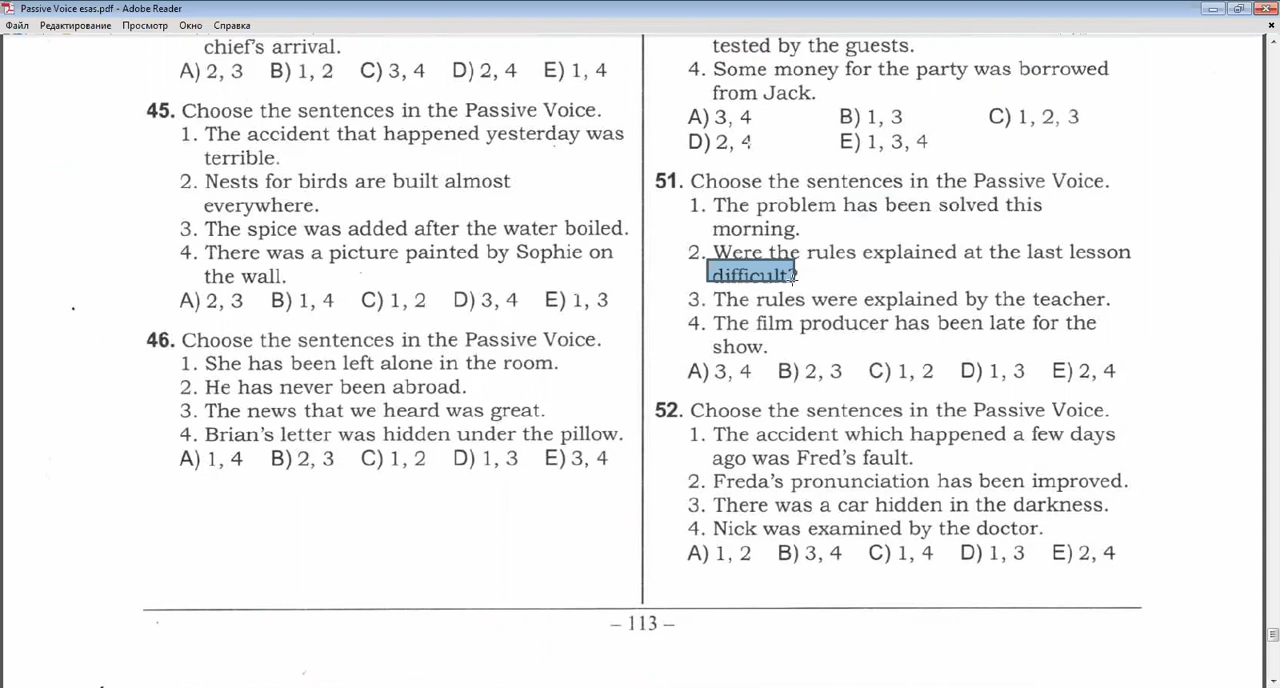 Passive Voice esas.pdf - Adobe Reader
Файл Редактирование Просмотр Окно Справка
chief's arrival.
A) 2, 3 B) 1, 2 C) 3, 4 D) 2, 4 E) 1, 4
45. Choose the sentences in the Passive Voice.
1. The accident that happened yesterday was
terrible.
2. Nests for birds are built almost
everywhere.
3. The spice was added after the water boiled.
4. There was a picture painted by Sophie on
the wall.
A) 2, 3 B) 1, 4 C) 1, 2 D) 3, 4 E) 1, 3
46. Choose the sentences in the Passive Voice.
1. She has been left alone in the room.
2. He has never been abroad.
3. The news that we heard was great.
4. Brian's letter was hidden under the pillow.
A) 1, 4 B) 2, 3 C) 1, 2 D) 1, 3 E) 3, 4
tested by the guests.
4. Some money for the party was borrowed
from Jack.
A) 3, 4 B) 1, 3 C) 1, 2, 3
D) 2, 4 E) 1, 3, 4
51. Choose the sentences in the Passive Voice.
1. The problem has been solved this
morning.
2. Were the rules explained at the last lesson
difficult?
3. The rules were explained by the teacher.
4. The film producer has been late for the
show.
A) 3, 4 B) 2, 3 C) 1, 2 D) 1, 3 E) 2, 4
52. Choose the sentences in the Passive Voice.
1. The accident which happened a few days
ago was Fred's fault.
2. Freda's pronunciation has been improved.
3. There was a car hidden in the darkness.
4. Nick was examined by the doctor.
A) 1, 2 B) 3, 4 C) 1, 4 D) 1, 3 E) 2, 4
– 113 –